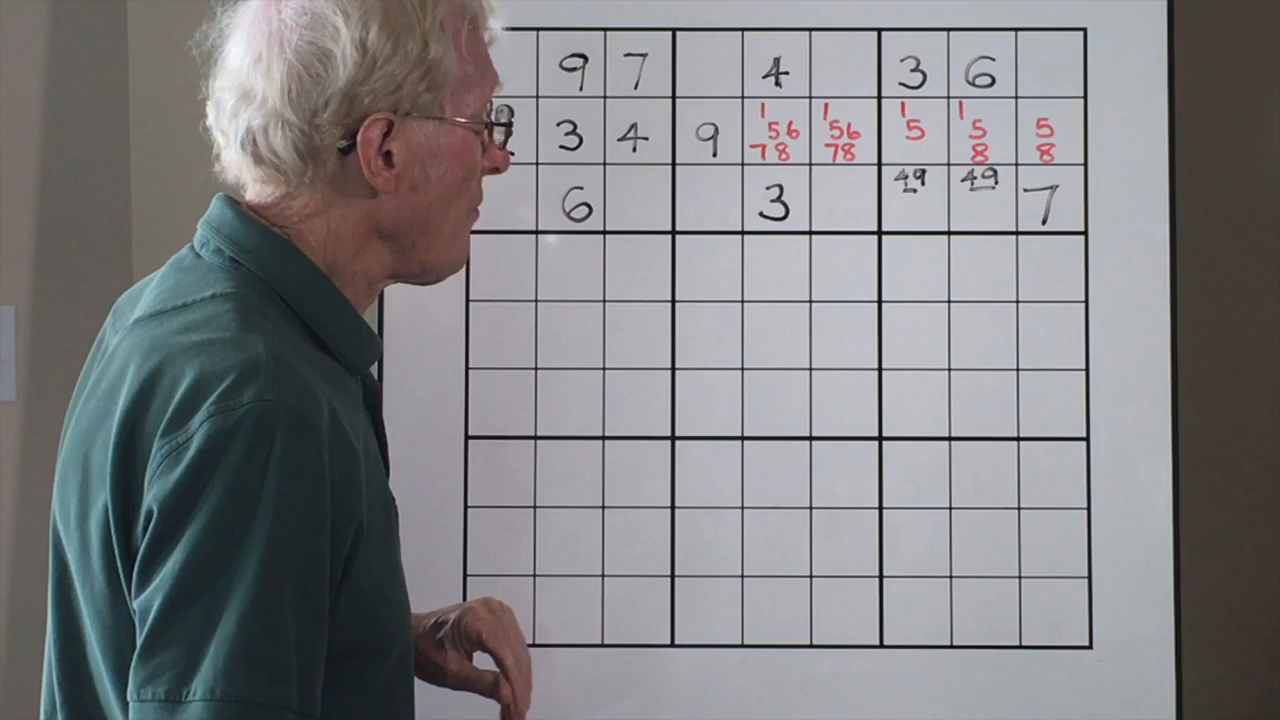 9 7 4 3 6
1 1 1 1
3 4 9 56 56 5 5 5
78 78 8 8
49 49
6 3 7